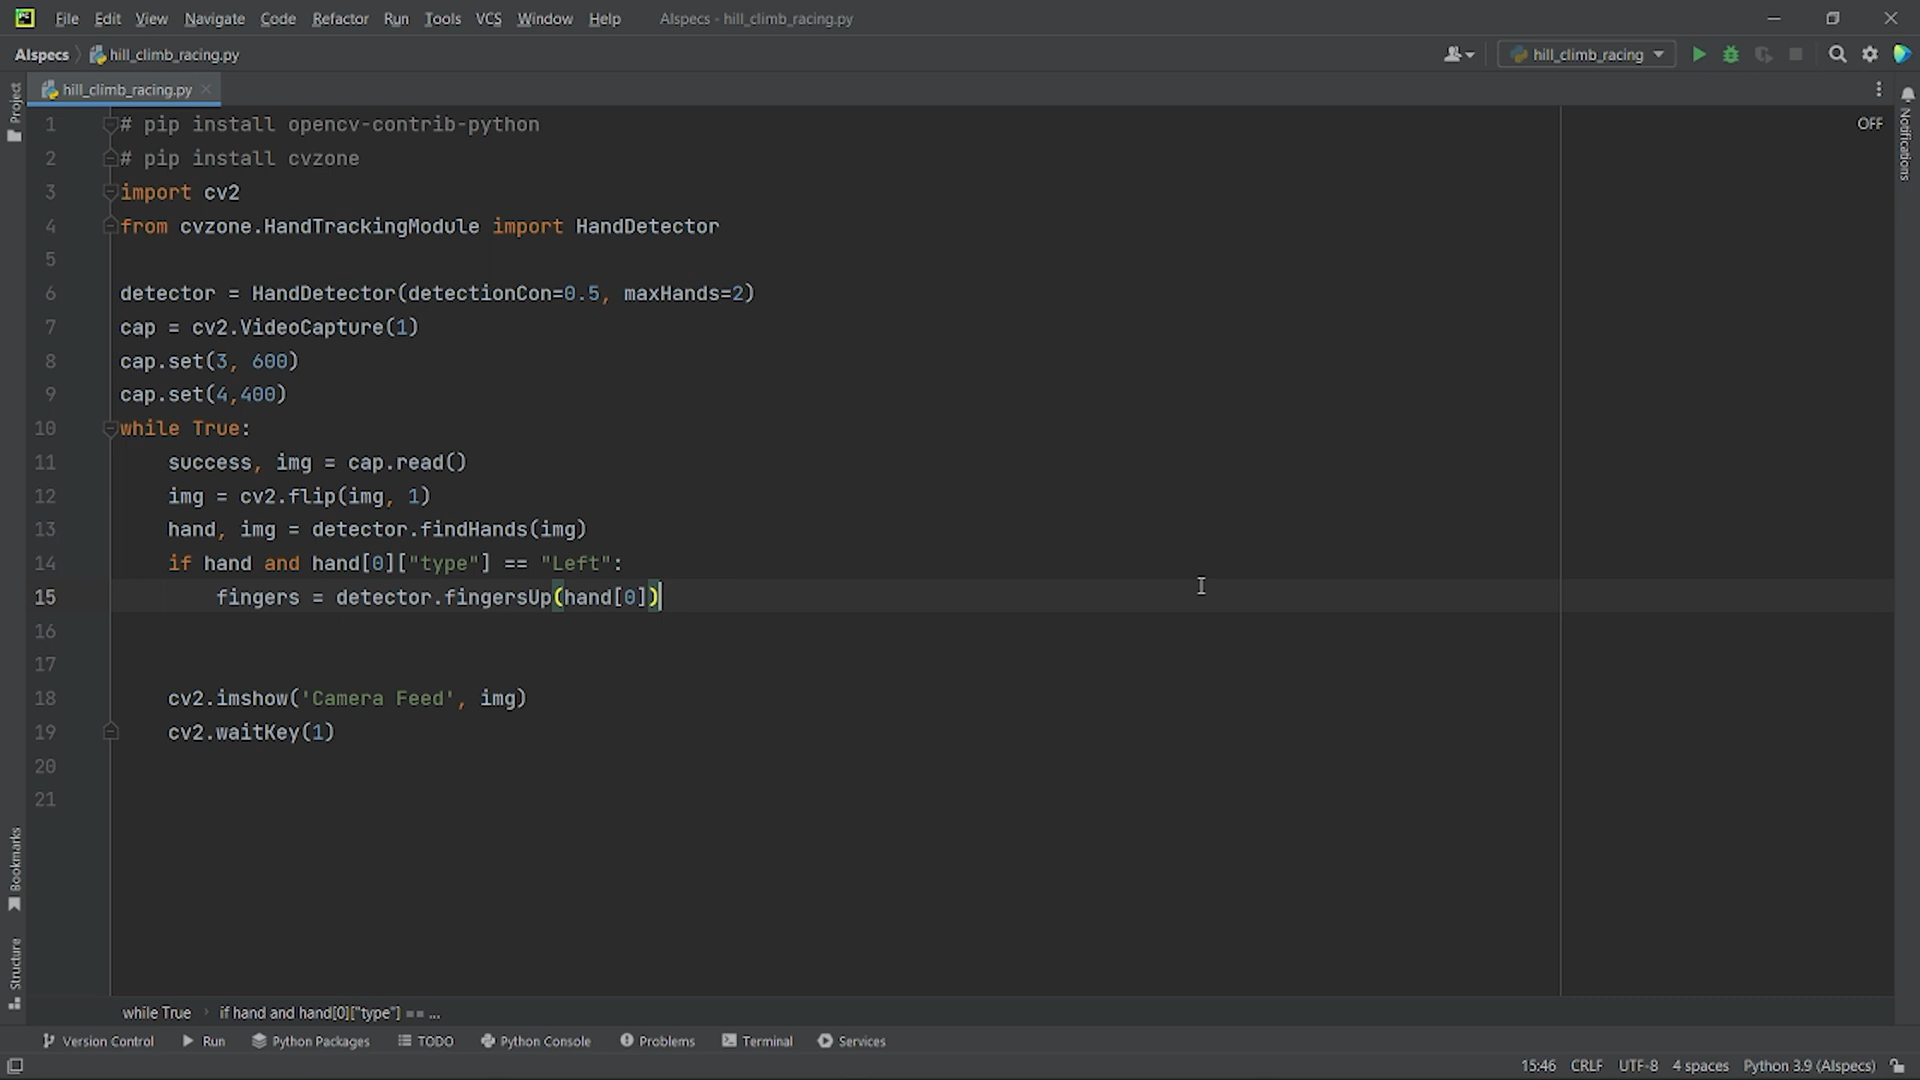 File Edit View Navigate Code Refactor Run Tools VCS Window Help AIspecs - hill_climb_racing.py
AIspecs hill_climb_racing.py hill_climb_racing
hill_climb_racing.py
Project
Notifications
OFF
1 # pip install opencv-contrib-python
2 # pip install cvzone
3 import cv2
4 from cvzone.HandTrackingModule import HandDetector
5
6 detector = HandDetector(detectionCon=0.5, maxHands=2)
7 cap = cv2.VideoCapture(1)
8 cap.set(3, 600)
9 cap.set(4,400)
10 while True:
11 success, img = cap.read()
12 img = cv2.flip(img, 1)
13 hand, img = detector.findHands(img)
14 if hand and hand[0]["type"] == "Left":
15 fingers = detector.fingersUp(hand[0])
16
17
18 cv2.imshow('Camera Feed', img)
19 cv2.waitKey(1)
20
21
Bookmarks
Structure
while True if hand and hand[0]["type"] == ...
Version Control Run Python Packages TODO Python Console Problems Terminal Services
15:46 CRLF UTF-8 4 spaces Python 3.9 (AIspecs)